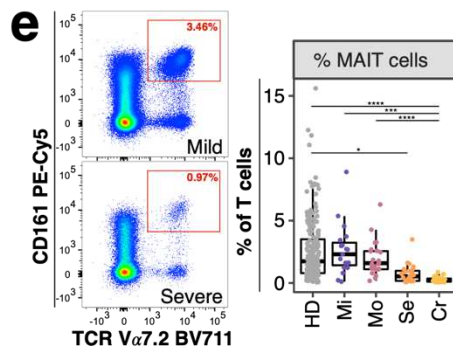 e
3.46%
10⁵
10⁴
10³
0
-10³
Mild
0.97%
10⁵
10⁴
10³
0
-10³
Severe
-10³ 0 10³ 10⁴ 10⁵
CD161 PE-Cy5
TCR Vα7.2 BV711
% MAIT cells
****
***
****
*
15
10
5
0
% of T cells
HD
Mi
Mo
Se
Cr